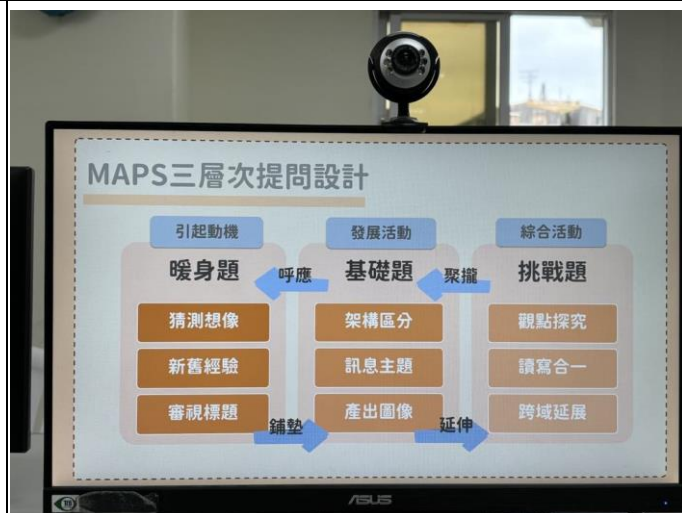 MAPS三層次提問設計
引起動機
發展活動
綜合活動
暖身題
呼應
基礎題
聚攏
挑戰題
猜測想像
架構區分
觀點探究
新舊經驗
訊息主題
讀寫合一
審視標題
產出圖像
跨域延展
鋪墊
延伸
ASUS